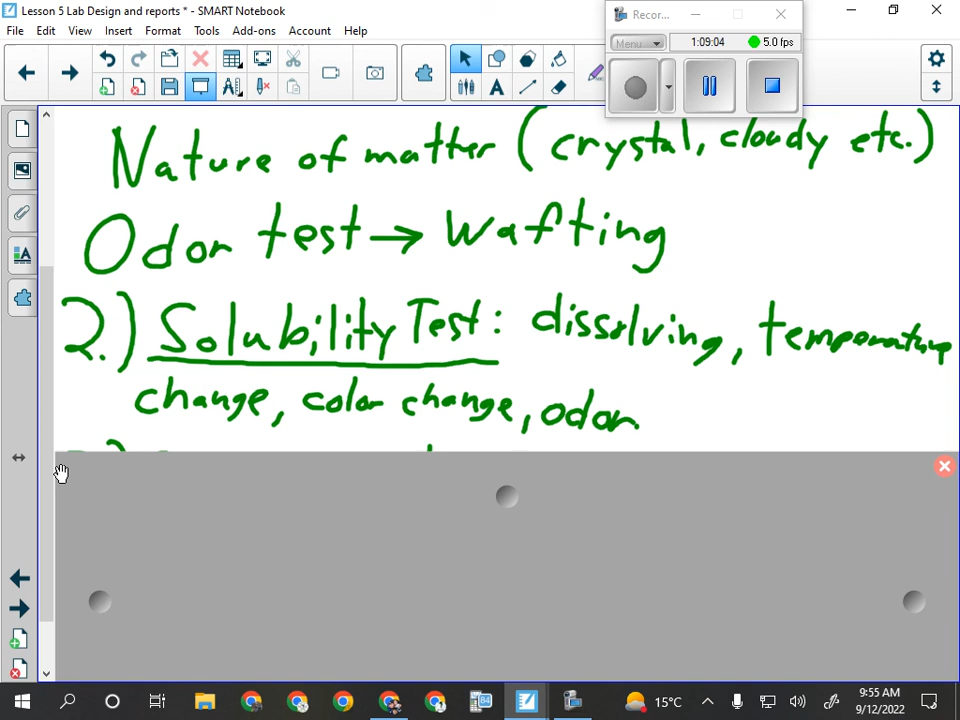 Lesson 5 Lab Design and reports * - SMART Notebook
Recor...
File Edit View Insert Format Tools Add-ons Account Help
Menu 1:09:04 5.0 fps
Nature of matter (crystal, cloudy etc.)
Odor test → wafting
2.) Solubility Test: dissolving, temperature
change, color change, odor.
15°C
9:55 AM
9/12/2022